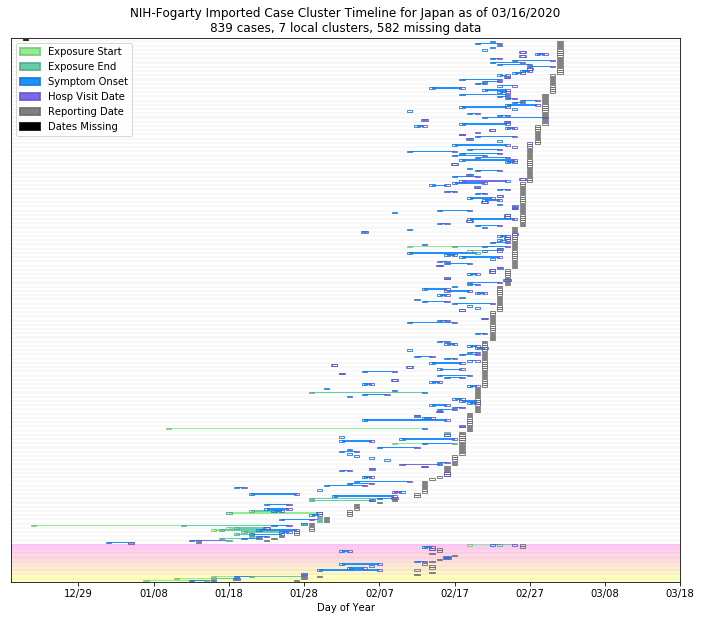 NIH-Fogarty Imported Case Cluster Timeline for Japan as of 03/16/2020
839 cases, 7 local clusters, 582 missing data
Exposure Start
Exposure End
Symptom Onset
Hosp Visit Date
Reporting Date
Dates Missing
12/29 01/08 01/18 01/28 02/07 02/17 02/27 03/08 03/18
Day of Year